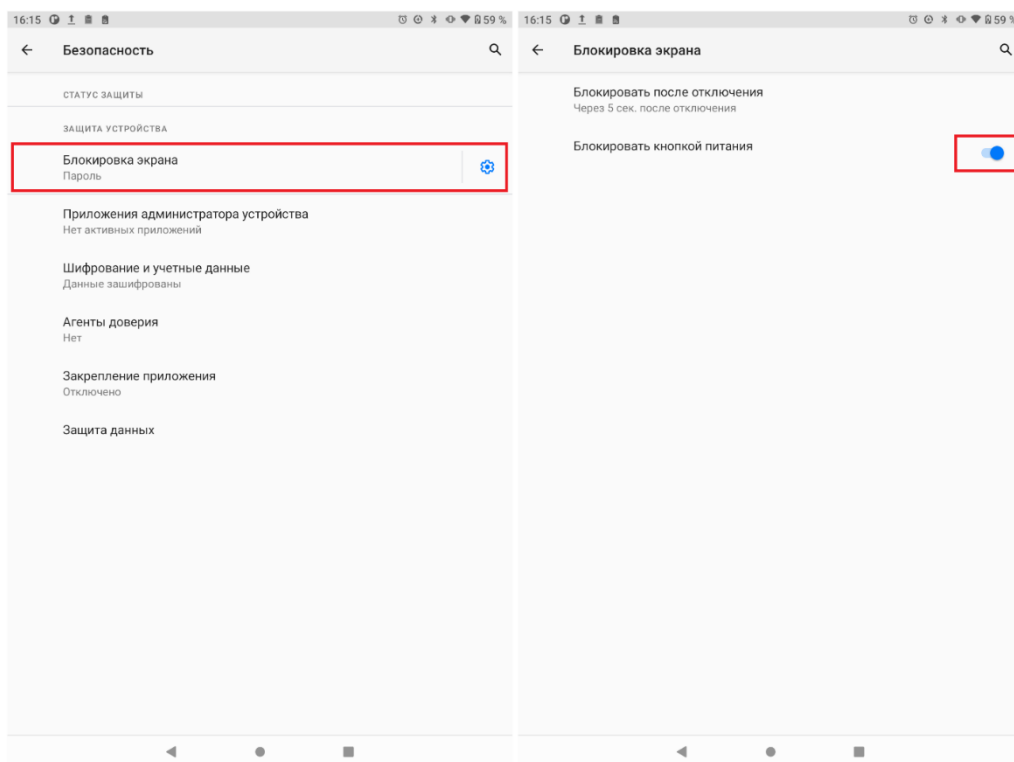 16:15
59 %
Безопасность
СТАТУС ЗАЩИТЫ
ЗАЩИТА УСТРОЙСТВА
Блокировка экрана
Пароль
Приложения администратора устройства
Нет активных приложений
Шифрование и учетные данные
Данные зашифрованы
Агенты доверия
Нет
Закрепление приложения
Отключено
Защита данных
16:15
59 %
Блокировка экрана
Блокировать после отключения
Через 5 сек. после отключения
Блокировать кнопкой питания